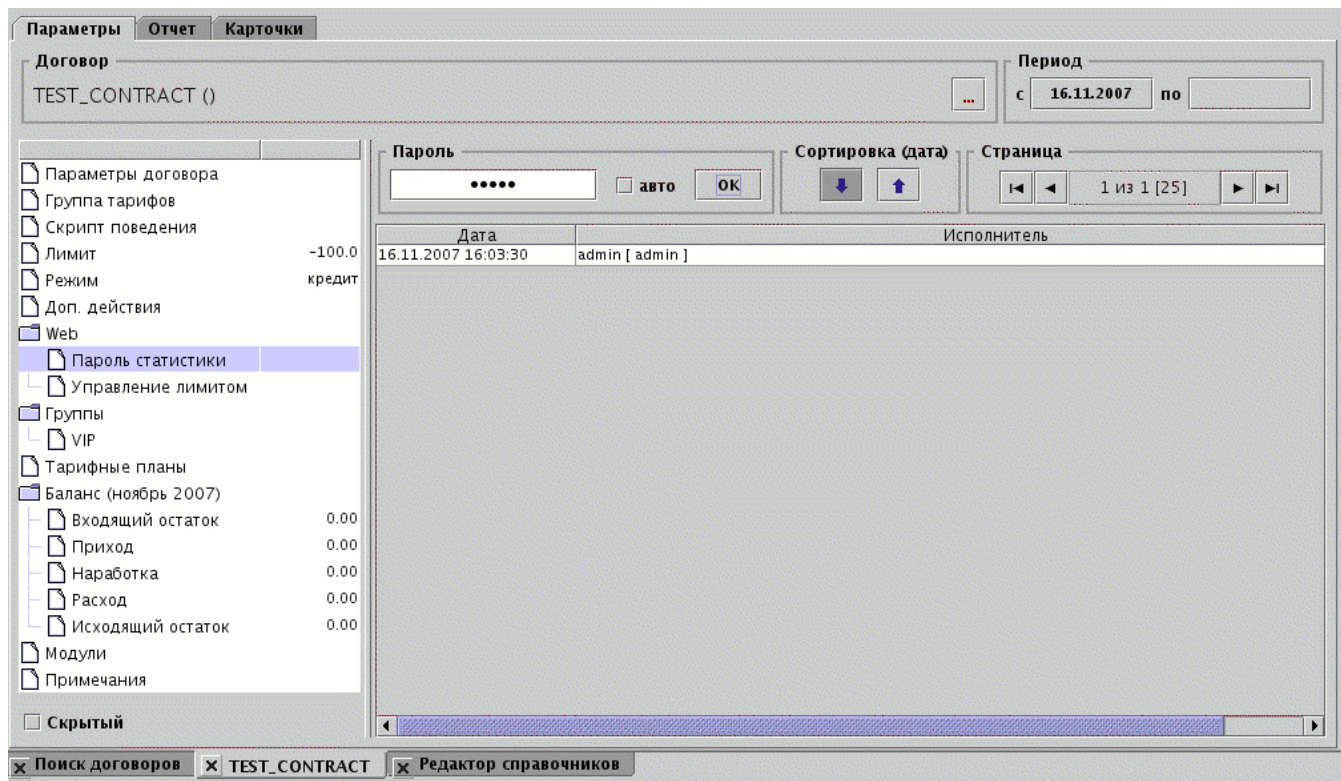 Параметры Отчет Карточки
Договор
TEST_CONTRACT ()
...
Период
с 16.11.2007 по
Параметры договора
Группа тарифов
Скрипт поведения
Лимит -100.0
Режим кредит
Доп. действия
Web
Пароль статистики
Управление лимитом
Группы
VIP
Тарифные планы
Баланс (ноябрь 2007)
Входящий остаток 0.00
Приход 0.00
Наработка 0.00
Расход 0.00
Исходящий остаток 0.00
Модули
Примечания
Скрытый
Пароль
••••• авто OK
Сортировка (дата)
Страница
1 из 1 [25]
Дата Исполнитель
16.11.2007 16:03:30 admin [ admin ]
Поиск договоров TEST_CONTRACT Редактор справочников